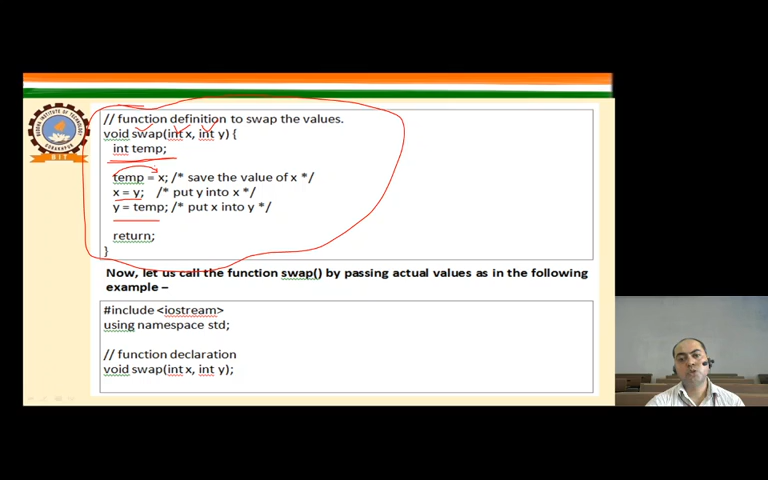 // function definition to swap the values.
void swap(int x, int y) {
int temp;
temp = x; /* save the value of x */
x = y; /* put y into x */
y = temp; /* put x into y */
return;
}
Now, let us call the function swap() by passing actual values as in the following
example –
#include <iostream>
using namespace std;
// function declaration
void swap(int x, int y);
BIT